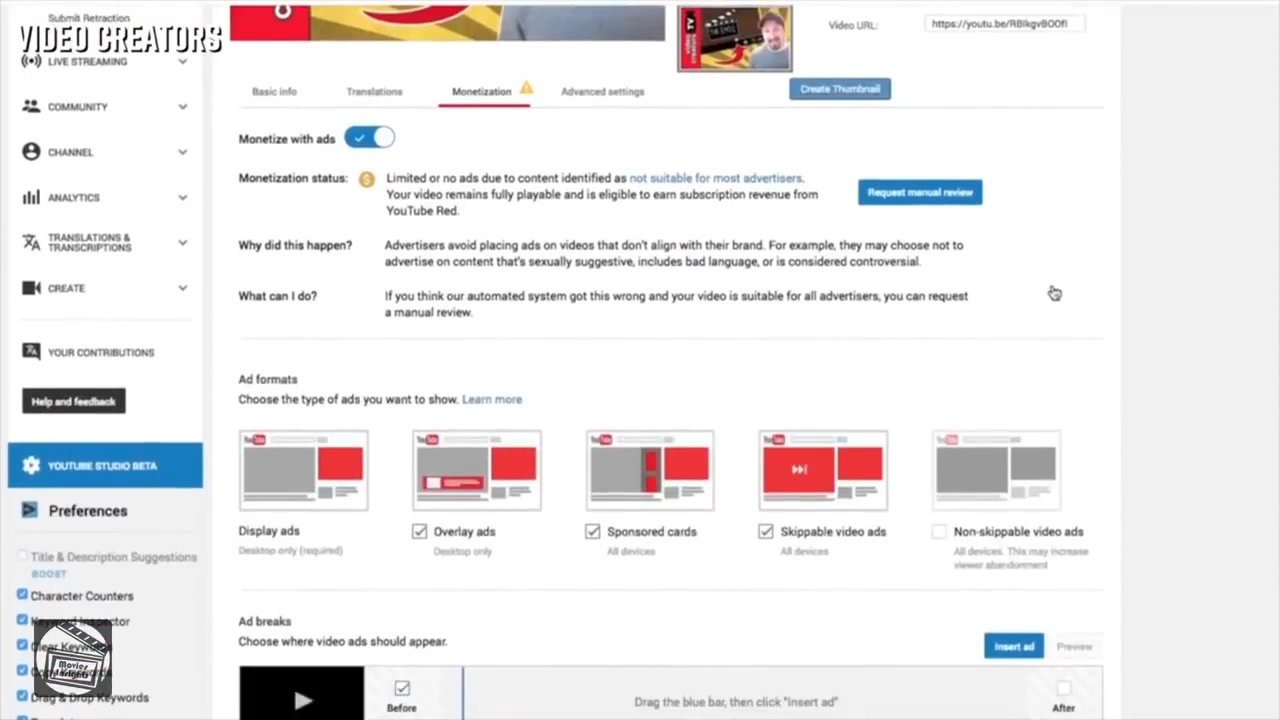 Submit Retraction
VIDEO CREATORS
LIVE STREAMING
COMMUNITY
CHANNEL
ANALYTICS
TRANSLATIONS &
TRANSCRIPTIONS
CREATE
YOUR CONTRIBUTIONS
Help and feedback
YOUTUBE STUDIO BETA
Preferences
Title & Description Suggestions
BOOST
Character Counters
Keyword Inspector
Clear Keywords
Keywords
Drag & Drop Keywords
Movies
Video URL:
Basic info
Translations
Monetization
Advanced settings
Create Thumbnail
Monetize with ads
Monetization status:
Limited or no ads due to content identified as not suitable for most advertisers.
Your video remains fully playable and is eligible to earn subscription revenue from
YouTube Red.
Request manual review
Why did this happen?
Advertisers avoid placing ads on videos that don't align with their brand. For example, they may choose not to
advertise on content that's sexually suggestive, includes bad language, or is considered controversial.
What can I do?
If you think our automated system got this wrong and your video is suitable for all advertisers, you can request
a manual review.
Ad formats
Choose the type of ads you want to show. Learn more
Display ads
Desktop only (required)
Overlay ads
Desktop only
Sponsored cards
All devices
Skippable video ads
All devices
Non-skippable video ads
All devices. This may increase
viewer abandonment
Ad breaks
Choose where video ads should appear.
Insert ad
Preview
Before
Drag the blue bar, then click "Insert ad"
After